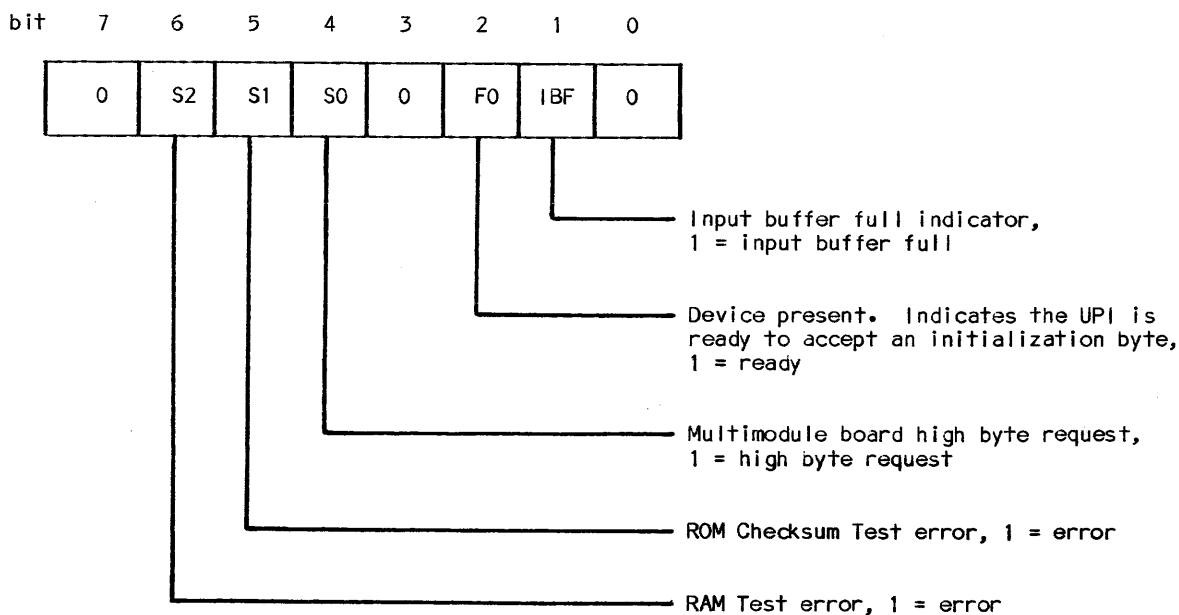 bit 7 6 5 4 3 2 1 0
0 S2 S1 S0 0 F0 IBF 0
Input buffer full indicator,
1 = input buffer full
Device present. Indicates the UPI is
ready to accept an initialization byte,
1 = ready
Multimodule board high byte request,
1 = high byte request
ROM Checksum Test error, 1 = error
RAM Test error, 1 = error